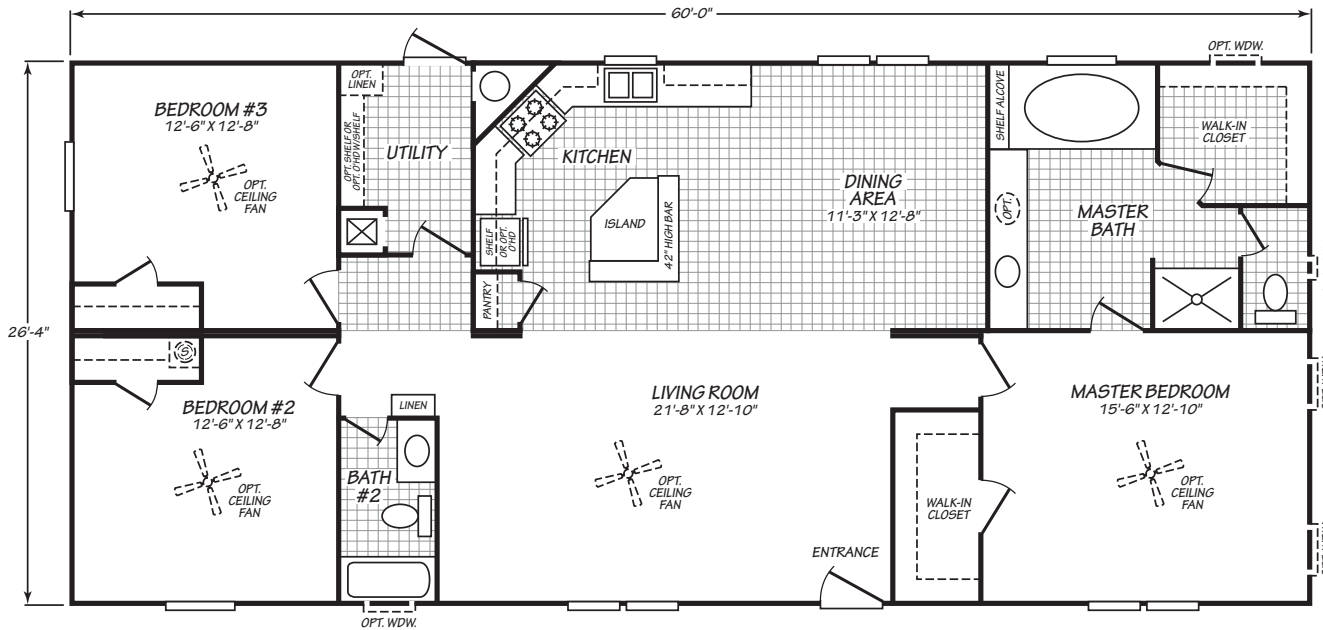 60'-0"
OPT. WDW.
26'-4"
BEDROOM #3
12'-6" X 12'-8"
OPT.
CEILING
FAN
OPT.
LINEN
OPT. SHELF OR
OPT. O'HD W/SHELF
UTILITY
KITCHEN
SHELF
OR OPT.
O'HD
PANTRY
ISLAND
42" HIGH BAR
DINING
AREA
11'-3" X 12'-8"
SHELF ALCOVE
OPT.
MASTER
BATH
WALK-IN
CLOSET
S
BEDROOM #2
12'-6" X 12'-8"
OPT.
CEILING
FAN
LINEN
BATH
#2
OPT. WDW.
LIVING ROOM
21'-8" X 12'-10"
OPT.
CEILING
FAN
ENTRANCE
WALK-IN
CLOSET
MASTER BEDROOM
15'-6" X 12'-10"
OPT.
CEILING
FAN